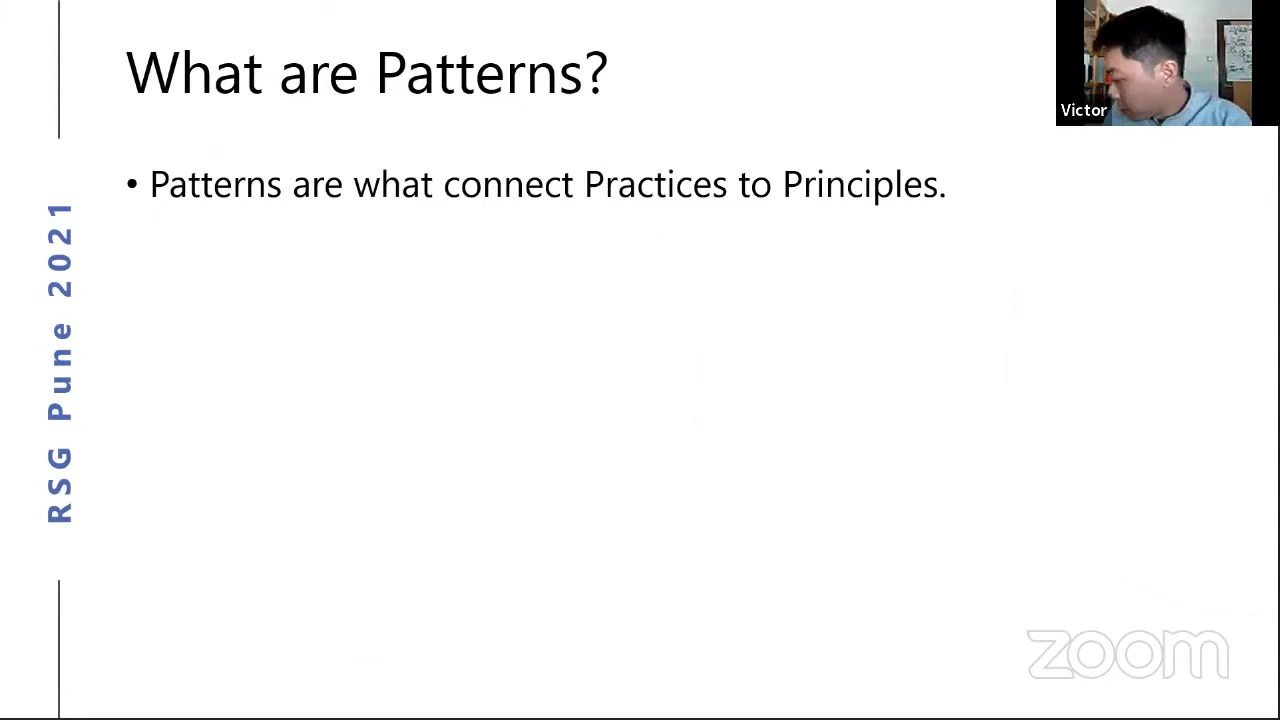 What are Patterns?
• Patterns are what connect Practices to Principles.
RSG Pune 2021
Victor
zoom